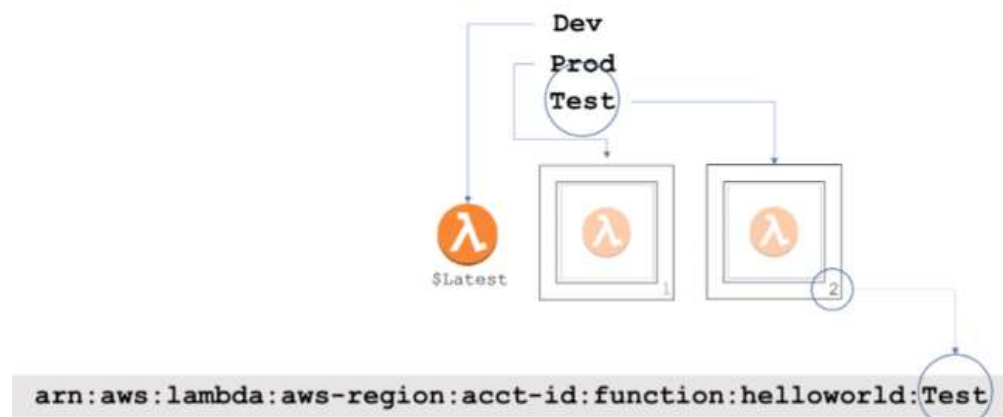 Dev
Prod
Test
λ
λ
λ
$Latest
1
2
arn:aws:lambda:aws-region:acct-id:function:helloworld:Test